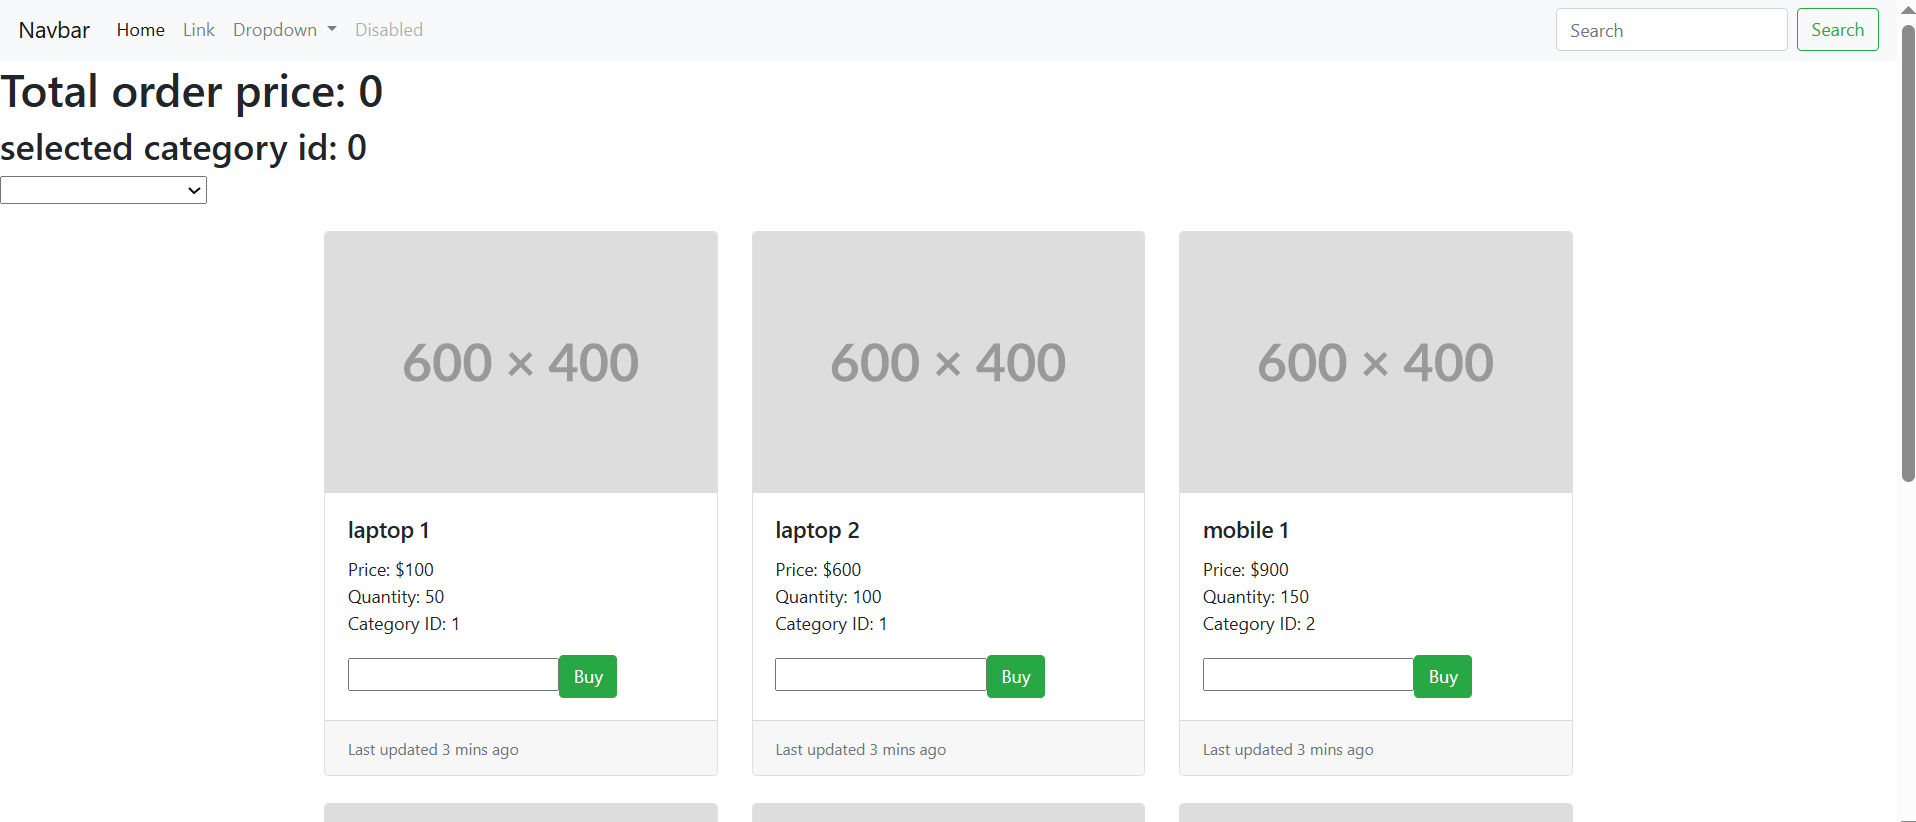 Navbar Home Link Dropdown Disabled Search Search
Total order price: 0
selected category id: 0
600 × 400 600 × 400 600 × 400
laptop 1 laptop 2 mobile 1
Price: $100 Price: $600 Price: $900
Quantity: 50 Quantity: 100 Quantity: 150
Category ID: 1 Category ID: 1 Category ID: 2
Buy Buy Buy
Last updated 3 mins ago Last updated 3 mins ago Last updated 3 mins ago